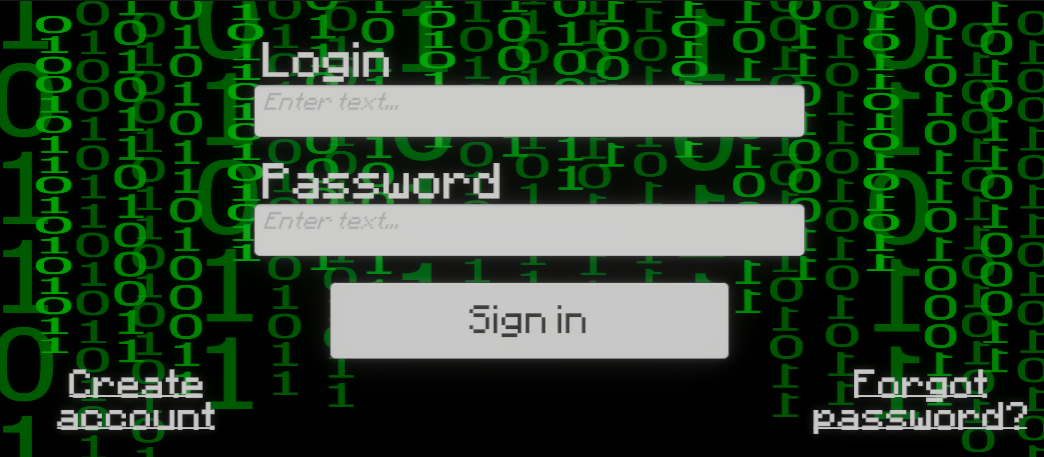 Login
Enter text...
Password
Enter text...
Sign in
Create
account
Forgot
password?